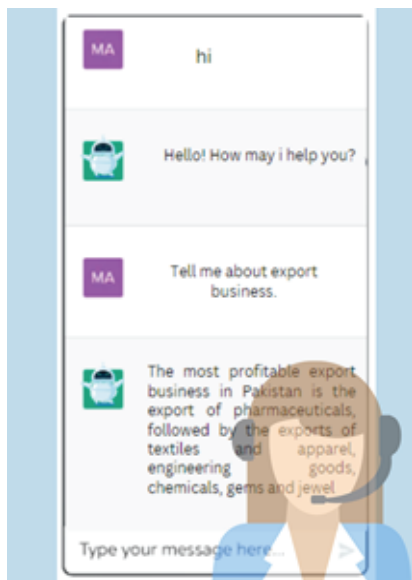 MA
hi
Hello! How may i help you?
MA
Tell me about export
business.
The most profitable export
business in Pakistan is the
export of pharmaceuticals,
followed by the exports of
textiles and apparel,
engineering goods,
chemicals, gems and jewel
Type your message here...